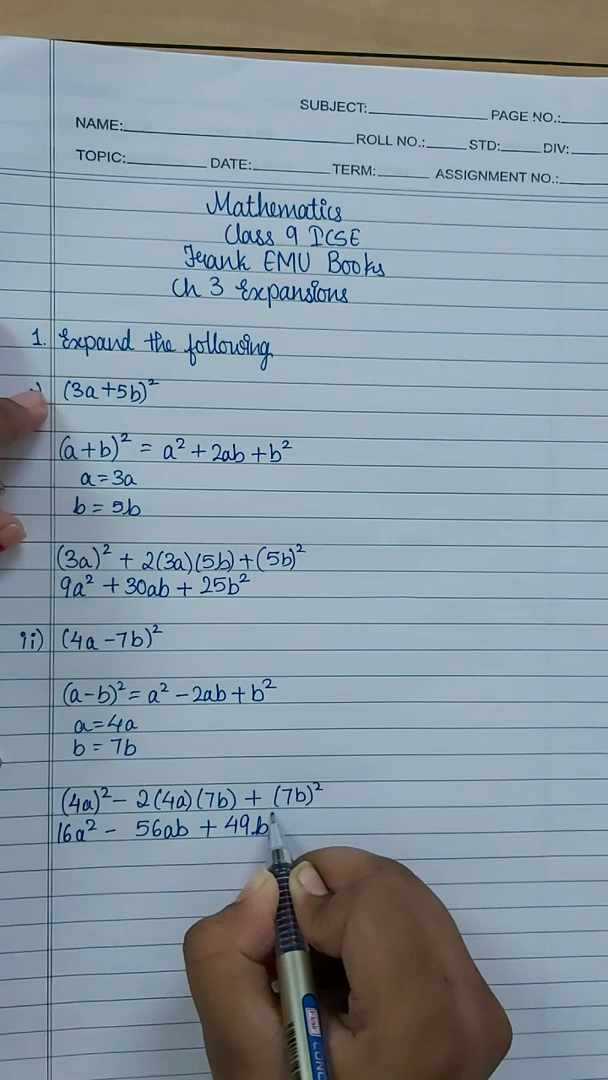 SUBJECT:
PAGE NO.:
NAME:
ROLL NO.: STD: DIV:
TOPIC: DATE: TERM: ASSIGNMENT NO.:
Mathematics
Class 9 ICSE
Frank EMU Books
Ch 3 Expansions
1. Expand the following
) (3a+5b)²
(a+b)² = a² + 2ab + b²
a=3a
b = 5b
(3a)² + 2(3a)(5b) + (5b)²
9a² + 30ab + 25b²
ii) (4a-7b)²
(a-b)² = a² - 2ab + b²
a=4a
b = 7b
(4a)² - 2(4a)(7b) + (7b)²
16a² - 56ab + 49b